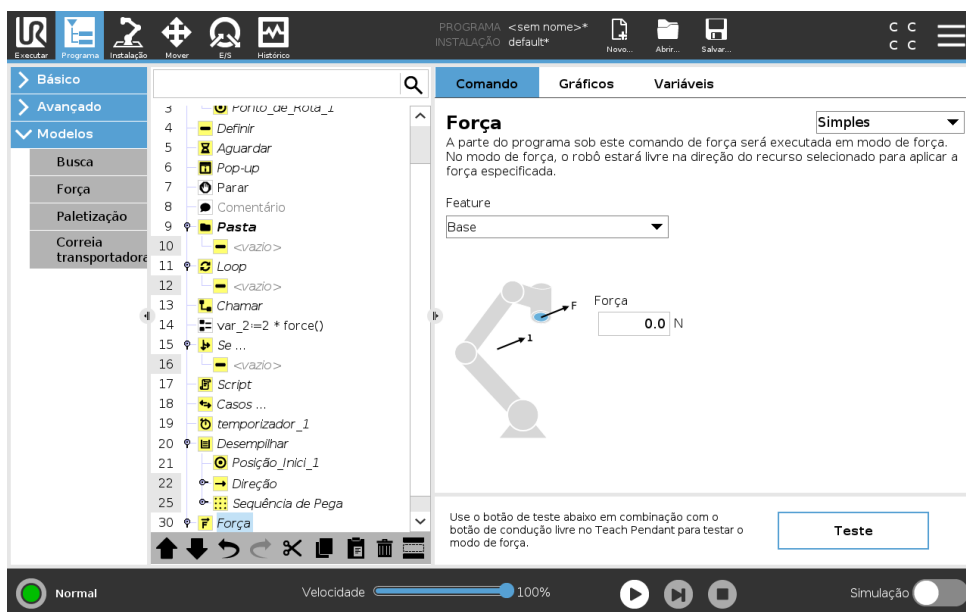 UR
PROGRAMA <sem nome>*
INSTALAÇÃO default*
Executar Programa Instalação Mover E/S Histórico
Novo... Abrir... Salvar...
C C
C C
Básico
Avançado
Modelos
Busca
Força
Paletização
Correia
transportadora
3 Ponto_de_Rota_1
4 Definir
5 Aguardar
6 Pop-up
7 Parar
8 Comentário
9 Pasta
10 <vazio>
11 Loop
12 <vazio>
13 Chamar
14 var_2:=2 * force()
15 Se ...
16 <vazio>
17 Script
18 Casos ...
19 temporizador_1
20 Desempilhar
21 Posição_Inici_1
22 Direção
25 Sequência de Pega
30 Força
Comando Gráficos Variáveis
Força
Simples
A parte do programa sob este comando de força será executada em modo de força.
No modo de força, o robô estará livre na direção do recurso selecionado para aplicar a
força especificada.
Feature
Base
F
1
Força
0.0 N
Use o botão de teste abaixo em combinação com o
botão de condução livre no Teach Pendant para testar o
modo de força.
Teste
Normal
Velocidade 100%
Simulação